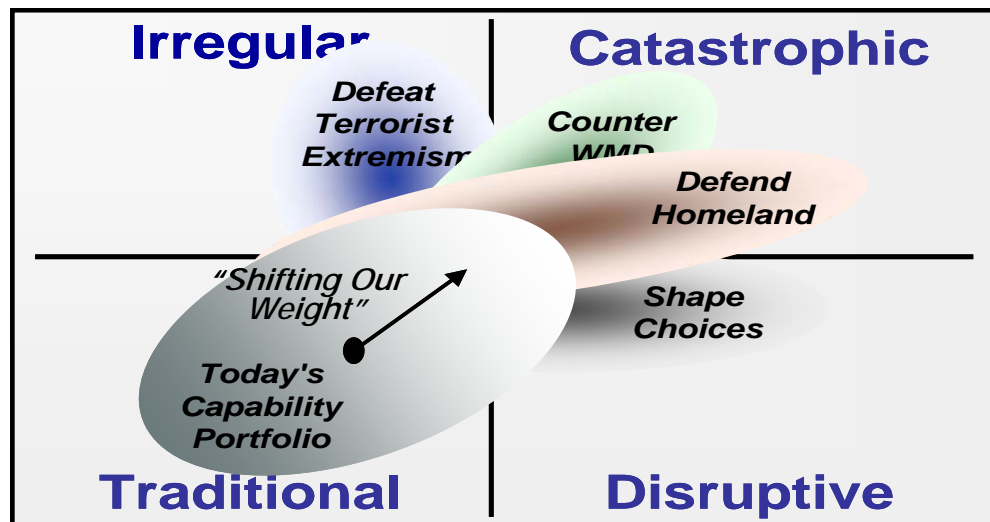 Irregular
Catastrophic
Defeat
Terrorist
Extremism
Counter
WMD
Defend
Homeland
"Shifting Our
Weight”
Shape
Choices
Today's
Capability
Portfolio
Traditional
Disruptive